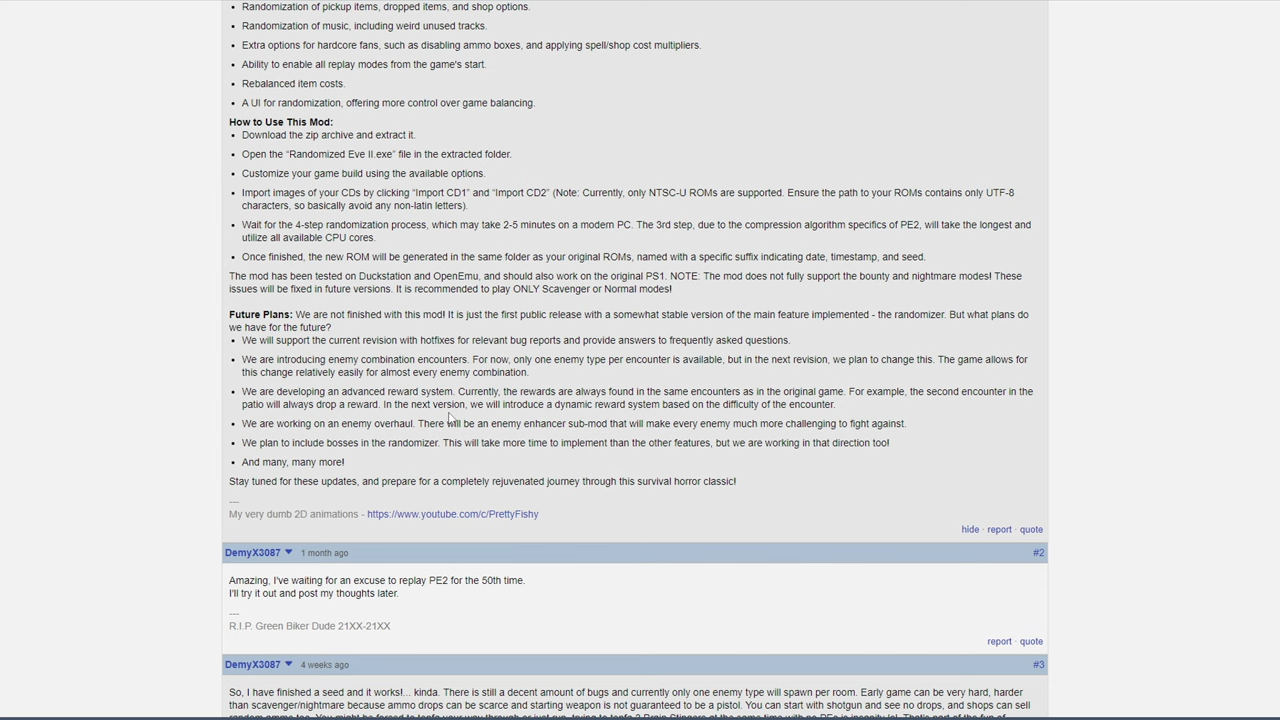 Randomization of pickup items, dropped items, and shop options.
Randomization of music, including weird unused tracks.
Extra options for hardcore fans, such as disabling ammo boxes, and applying spell/shop cost multipliers.
Ability to enable all replay modes from the game's start.
Rebalanced item costs.
A UI for randomization, offering more control over game balancing.
How to Use This Mod:
Download the zip archive and extract it.
Open the “Randomized Eve II.exe” file in the extracted folder.
Customize your game build using the available options.
Import images of your CDs by clicking “Import CD1” and “Import CD2” (Note: Currently, only NTSC-U ROMs are supported. Ensure the path to your ROMs contains only UTF-8
characters, so basically avoid any non-latin letters).
Wait for the 4-step randomization process, which may take 2-5 minutes on a modern PC. The 3rd step, due to the compression algorithm specifics of PE2, will take the longest and
utilize all available CPU cores.
Once finished, the new ROM will be generated in the same folder as your original ROMs, named with a specific suffix indicating date, timestamp, and seed.
The mod has been tested on Duckstation and OpenEmu, and should also work on the original PS1. NOTE: The mod does not fully support the bounty and nightmare modes! These
issues will be fixed in future versions. It is recommended to play ONLY Scavenger or Normal modes!
Future Plans: We are not finished with this mod! It is just the first public release with a somewhat stable version of the main feature implemented - the randomizer. But what plans do
we have for the future?
We will support the current revision with hotfixes for relevant bug reports and provide answers to frequently asked questions.
We are introducing enemy combination encounters. For now, only one enemy type per encounter is available, but in the next revision, we plan to change this. The game allows for
this change relatively easily for almost every enemy combination.
We are developing an advanced reward system. Currently, the rewards are always found in the same encounters as in the original game. For example, the second encounter in the
patio will always drop a reward. In the next version, we will introduce a dynamic reward system based on the difficulty of the encounter.
We are working on an enemy overhaul. There will be an enemy enhancer sub-mod that will make every enemy much more challenging to fight against.
We plan to include bosses in the randomizer. This will take more time to implement than the other features, but we are working in that direction too!
And many, many more!
Stay tuned for these updates, and prepare for a completely rejuvenated journey through this survival horror classic!
---
My very dumb 2D animations - https://www.youtube.com/c/PrettyFishy
hide · report · quote
DemyX3087 1 month ago #2
Amazing, I've waiting for an excuse to replay PE2 for the 50th time.
I'll try it out and post my thoughts later.
---
R.I.P. Green Biker Dude 21XX-21XX
report · quote
DemyX3087 4 weeks ago #3
So, I have finished a seed and it works!... kinda. There is still a decent amount of bugs and currently only one enemy type will spawn per room. Early game can be very hard, harder
than scavenger/nightmare because ammo drops can be scarce and starting weapon is not guaranteed to be a pistol. You can start with shotgun and see no drops, and shops can sell